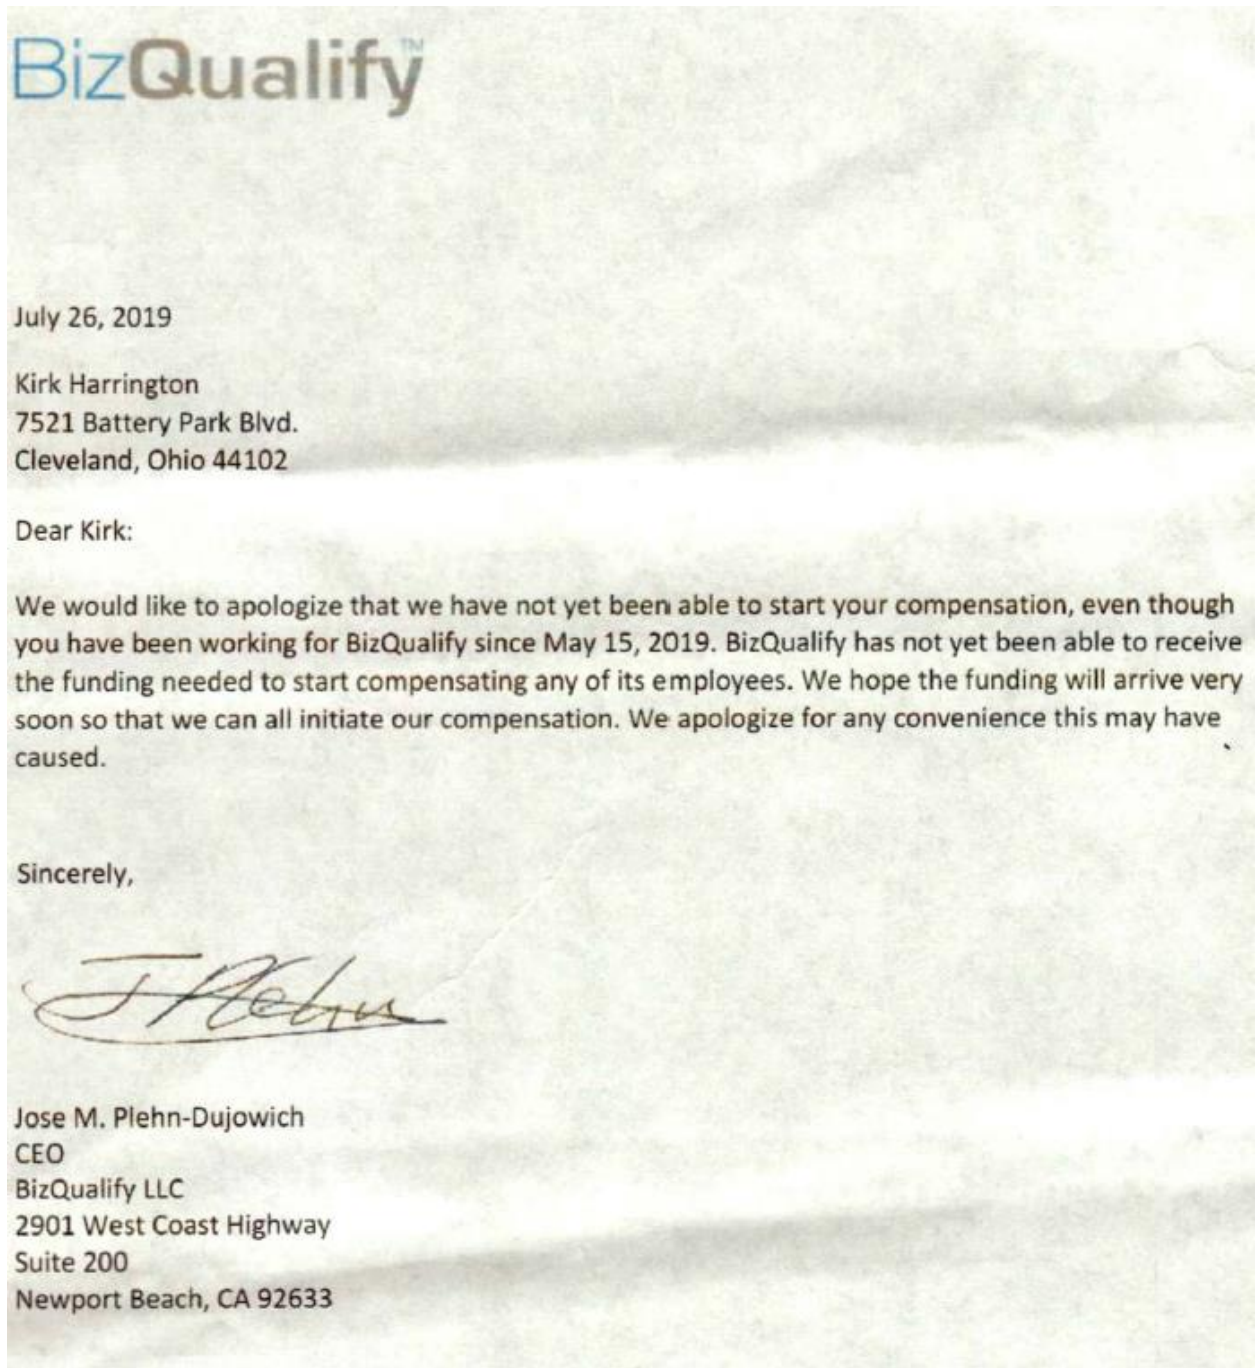 BizQualify™
July 26, 2019
Kirk Harrington
7521 Battery Park Blvd.
Cleveland, Ohio 44102
Dear Kirk:
We would like to apologize that we have not yet been able to start your compensation, even though
you have been working for BizQualify since May 15, 2019. BizQualify has not yet been able to receive
the funding needed to start compensating any of its employees. We hope the funding will arrive very
soon so that we can all initiate our compensation. We apologize for any convenience this may have
caused.
Sincerely,
J Plehn
Jose M. Plehn-Dujowich
CEO
BizQualify LLC
2901 West Coast Highway
Suite 200
Newport Beach, CA 92633